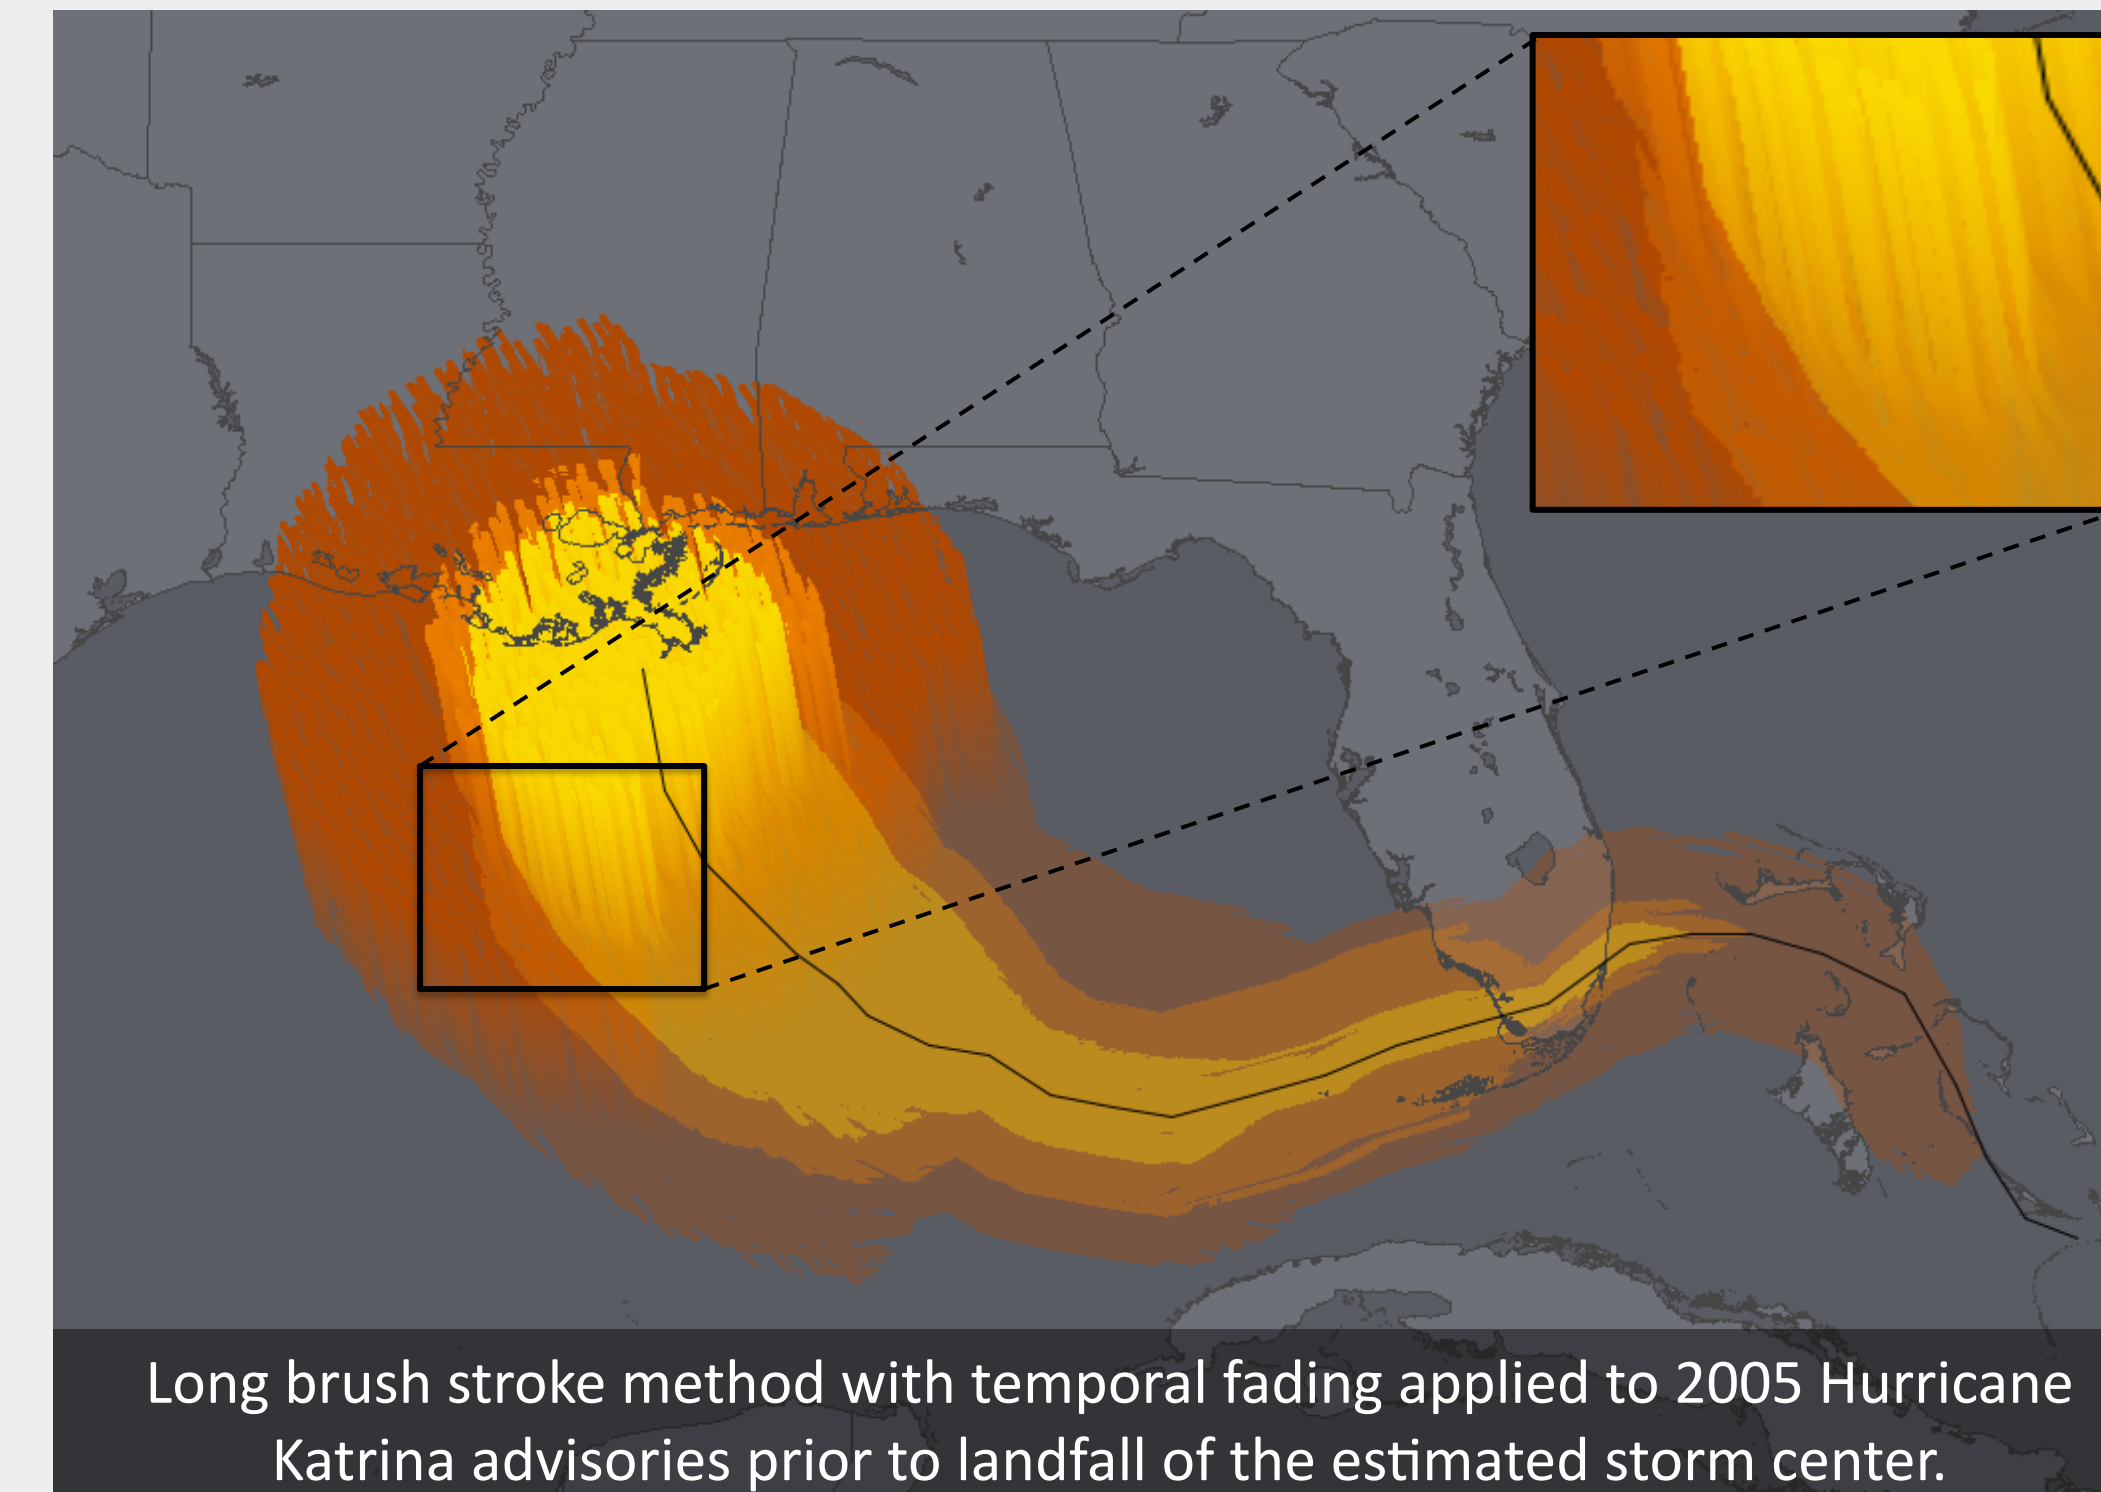 Long brush stroke method with temporal fading applied to 2005 Hurricane
Katrina advisories prior to landfall of the estimated storm center.